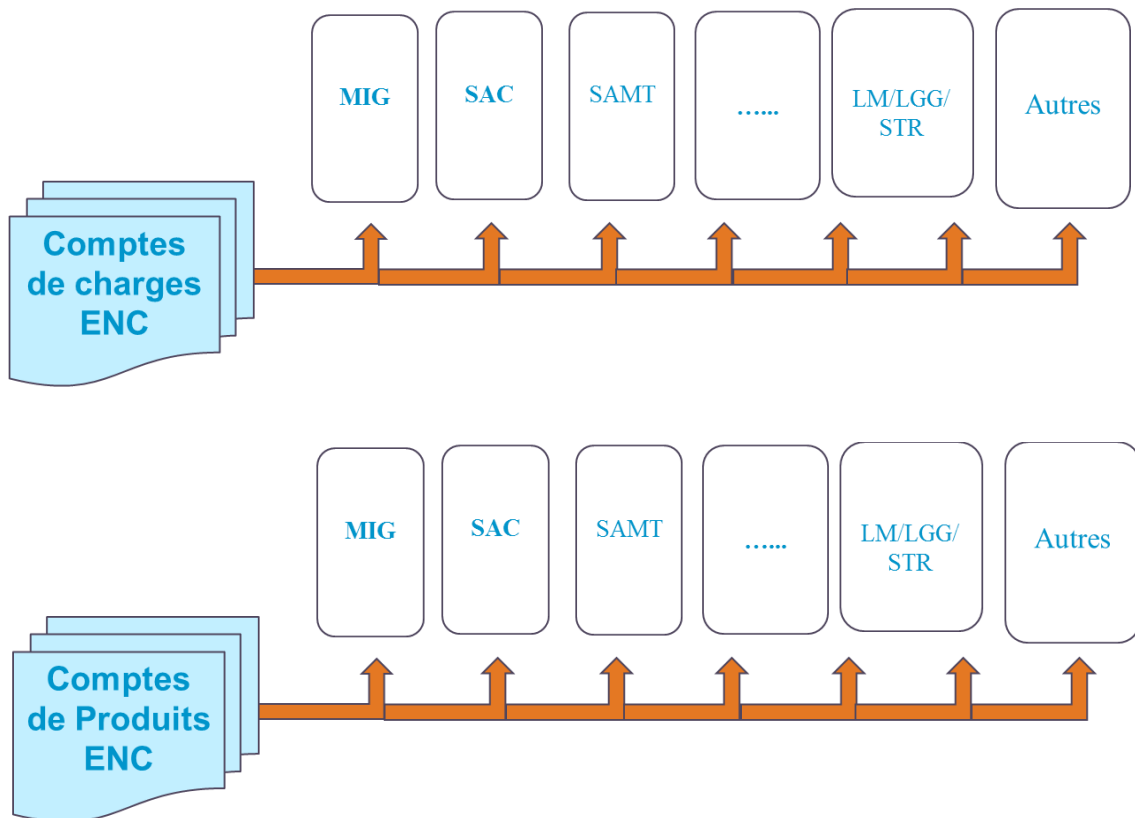 MIG
SAC
SAMT
…...
LM/LGG/
STR
Autres
Comptes
de charges
ENC
MIG
SAC
SAMT
…...
LM/LGG/
STR
Autres
Comptes
de Produits
ENC